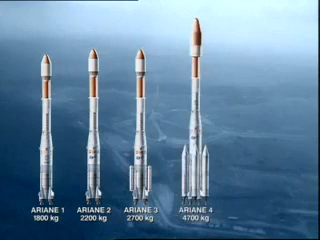 ARIANE 1
1800 kg
ARIANE 2
2200 kg
ARIANE 3
2700 kg
ARIANE 4
4700 kg